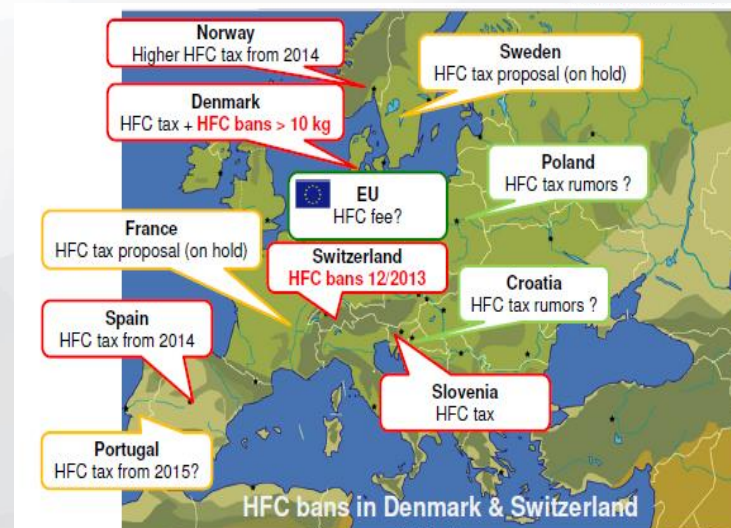 Norway
Higher HFC tax from 2014
Sweden
HFC tax proposal (on hold)
Denmark
HFC tax + HFC bans > 10 kg
Poland
HFC tax rumors ?
EU
HFC fee?
France
HFC tax proposal (on hold)
Switzerland
HFC bans 12/2013
Croatia
HFC tax rumors ?
Spain
HFC tax from 2014
Slovenia
HFC tax
Portugal
HFC tax from 2015?
HFC bans in Denmark & Switzerland